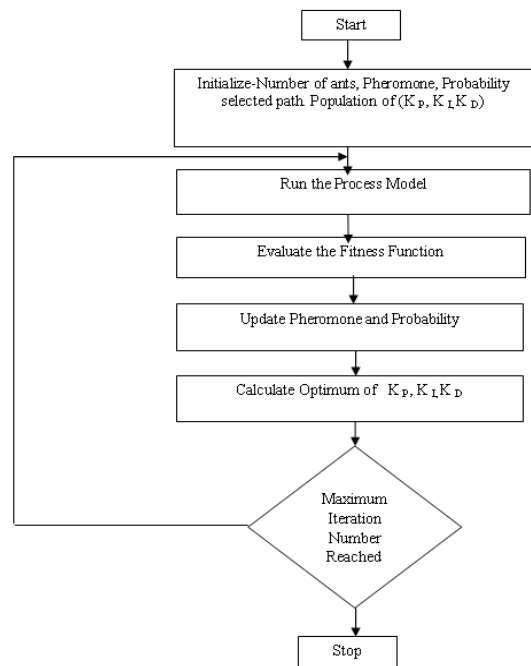 Start
Initialize-Number of ants, Pheromone, Probability
selected path. Population of (K P, K I, K D)
Run the Process Model
Evaluate the Fitness Function
Update Pheromone and Probability
Calculate Optimum of K P, K I, K D
Maximum
Iteration
Number
Reached
Stop